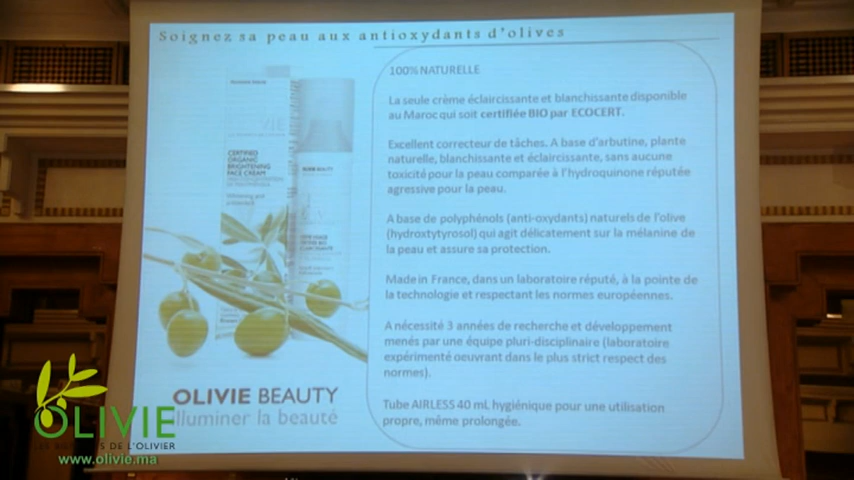 Soignez sa peau aux antioxydants d'olives
100% NATURELLE
La seule crème éclaircissante et blanchissante disponible
au Maroc qui soit certifiée BIO par ECOCERT.
Excellent correcteur de tâches. A base d'arbutine, plante
naturelle, blanchissante et éclaircissante, sans aucune
toxicité pour la peau comparée à l'hydroquinone réputée
agressive pour la peau.
A base de polyphénols (anti-oxydants) naturels de l'olive
(hydroxtytyrosol) qui agit délicatement sur la mélanine de
la peau et assure sa protection.
Made in France, dans un laboratoire réputé, à la pointe de
la technologie et respectant les normes européennes.
A nécessité 3 années de recherche et développement
menés par une équipe pluri-disciplinaire (laboratoire
expérimenté oeuvrant dans le plus strict respect des
normes).
Tube AIRLESS 40 mL hygiénique pour une utilisation
propre, même prolongée.
CERTIFIED
ORGANIC
BRIGHTENING
FACE CREAM
OLIVIE BEAUTY
Illuminer la beauté
OLIVIE
DE L'OLIVIER
www.olivie.ma